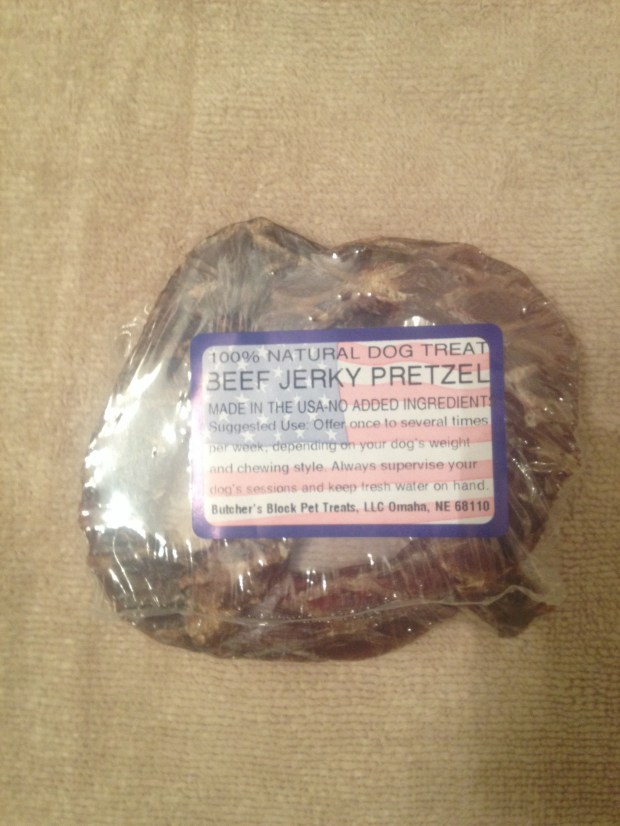 100% NATURAL DOG TREAT
BEEF JERKY PRETZEL
MADE IN THE USA-NO ADDED INGREDIENTS
Suggested Use: Offer once to several times
per week, depending on your dog's weight
and chewing style. Always supervise your
dog's sessions and keep fresh water on hand.
Butcher's Block Pet Treats, LLC Omaha, NE 68110